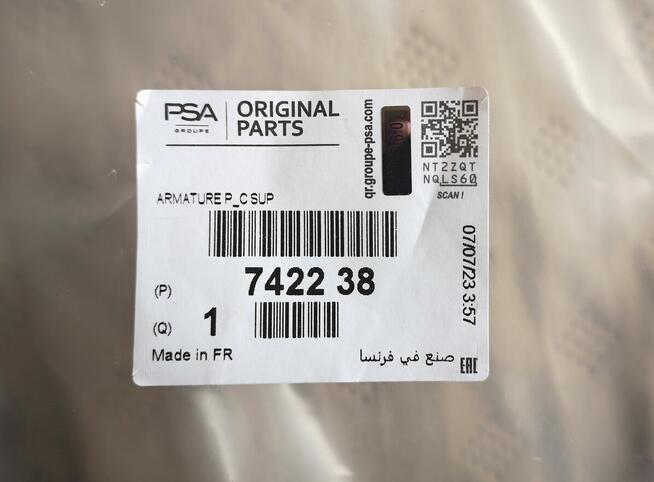 PSA
GROUPE
ORIGINAL
PARTS
qr.groupe-psa.com
NT2ZQT
NQLS60
SCAN!
ARMATURE P_C SUP
(P) 7422 38
(Q) 1
07/07/23 3:57
Made in FR
صنع في فرنسا
EAC